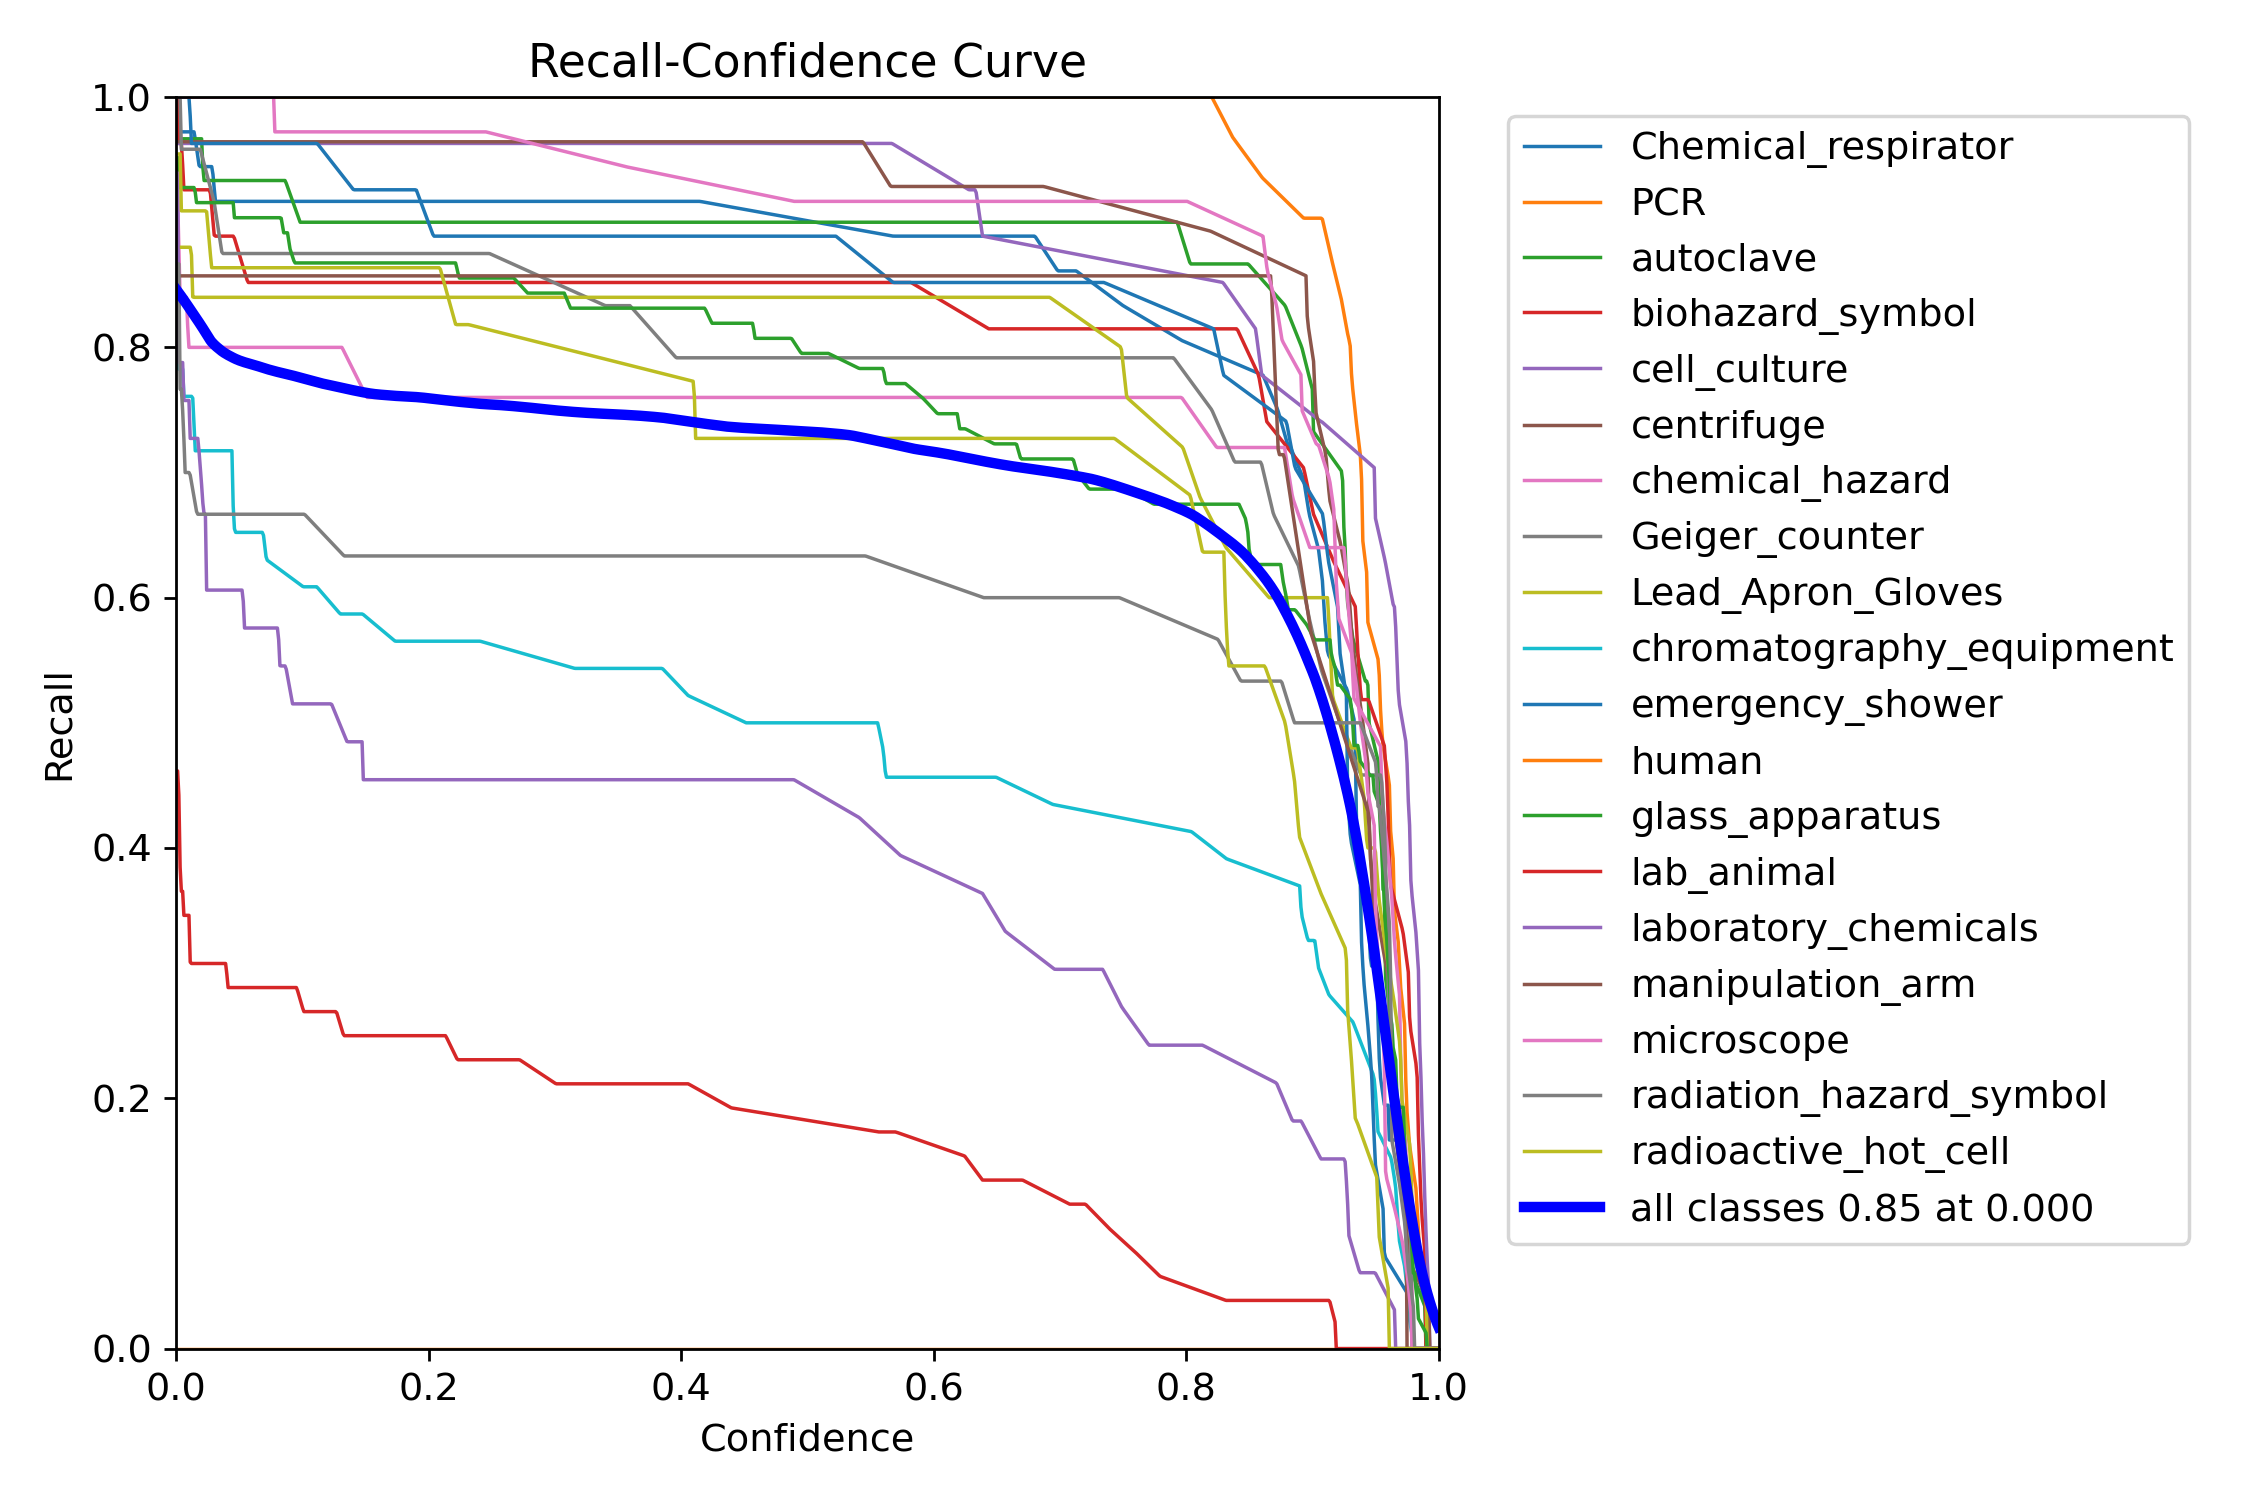 Recall-Confidence Curve
1.0
0.8
0.6
0.4
0.2
0.0
Recall
0.0 0.2 0.4 0.6 0.8 1.0
Confidence
Chemical_respirator
PCR
autoclave
biohazard_symbol
cell_culture
centrifuge
chemical_hazard
Geiger_counter
Lead_Apron_Gloves
chromatography_equipment
emergency_shower
human
glass_apparatus
lab_animal
laboratory_chemicals
manipulation_arm
microscope
radiation_hazard_symbol
radioactive_hot_cell
all classes 0.85 at 0.000